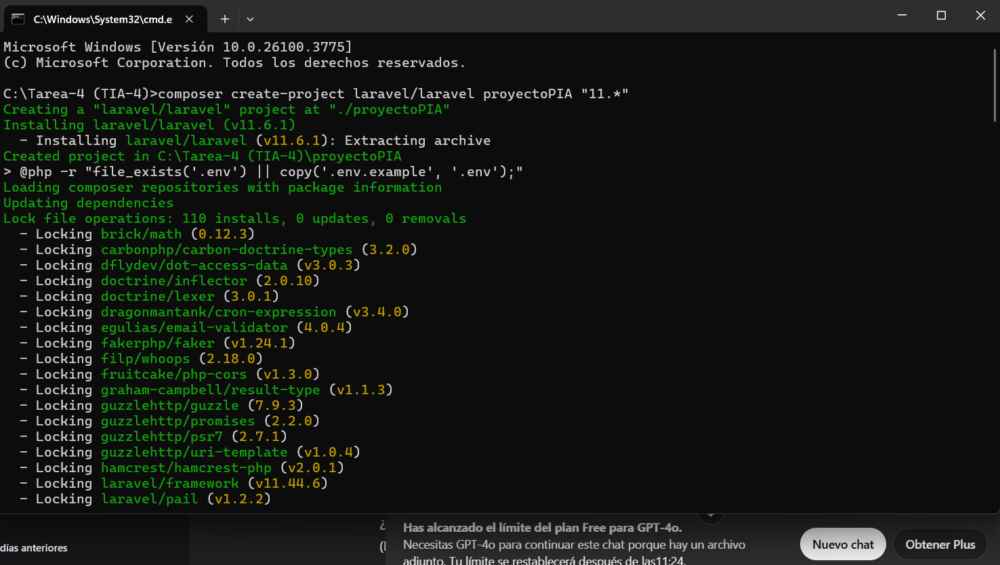 C:\Windows\System32\cmd.e
Microsoft Windows [Versión 10.0.26100.3775]
(c) Microsoft Corporation. Todos los derechos reservados.
C:\Tarea-4 (TIA-4)>composer create-project laravel/laravel proyectoPIA "11.*"
Creating a "laravel/laravel" project at "./proyectoPIA"
Installing laravel/laravel (v11.6.1)
  - Installing laravel/laravel (v11.6.1): Extracting archive
Created project in C:\Tarea-4 (TIA-4)\proyectoPIA
> @php -r "file_exists('.env') || copy('.env.example', '.env');"
Loading composer repositories with package information
Updating dependencies
Lock file operations: 110 installs, 0 updates, 0 removals
  - Locking brick/math (0.12.3)
  - Locking carbonphp/carbon-doctrine-types (3.2.0)
  - Locking dflydev/dot-access-data (v3.0.3)
  - Locking doctrine/inflector (2.0.10)
  - Locking doctrine/lexer (3.0.1)
  - Locking dragonmantank/cron-expression (v3.4.0)
  - Locking egulias/email-validator (4.0.4)
  - Locking fakerphp/faker (v1.24.1)
  - Locking filp/whoops (2.18.0)
  - Locking fruitcake/php-cors (v1.3.0)
  - Locking graham-campbell/result-type (v1.1.3)
  - Locking guzzlehttp/guzzle (7.9.3)
  - Locking guzzlehttp/promises (2.2.0)
  - Locking guzzlehttp/psr7 (2.7.1)
  - Locking guzzlehttp/uri-template (v1.0.4)
  - Locking hamcrest/hamcrest-php (v2.0.1)
  - Locking laravel/framework (v11.44.6)
  - Locking laravel/pail (v1.2.2)
días anteriores
¿
Has alcanzado el límite del plan Free para GPT-4o.
Necesitas GPT-4o para continuar este chat porque hay un archivo
adjunto. Tu límite se restablecerá después de las11:24.
Nuevo chat
Obtener Plus